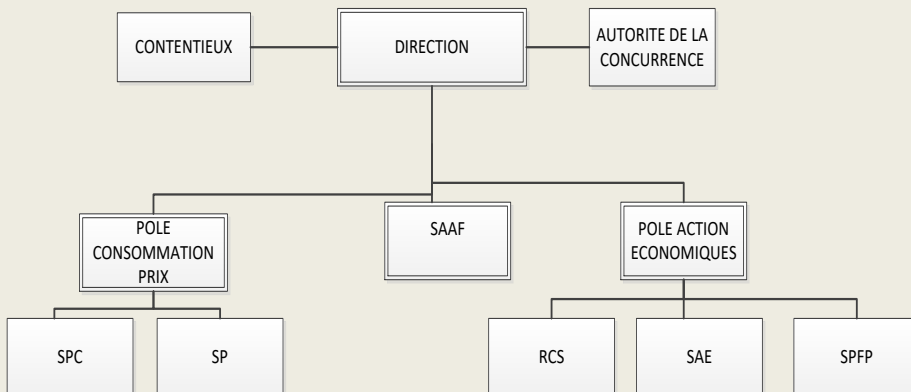 CONTENTIEUX
DIRECTION
AUTORITE DE LA
CONCURRENCE
POLE
CONSOMMATION
PRIX
SAAF
POLE ACTION
ECONOMIQUES
SPC
SP
RCS
SAE
SPFP